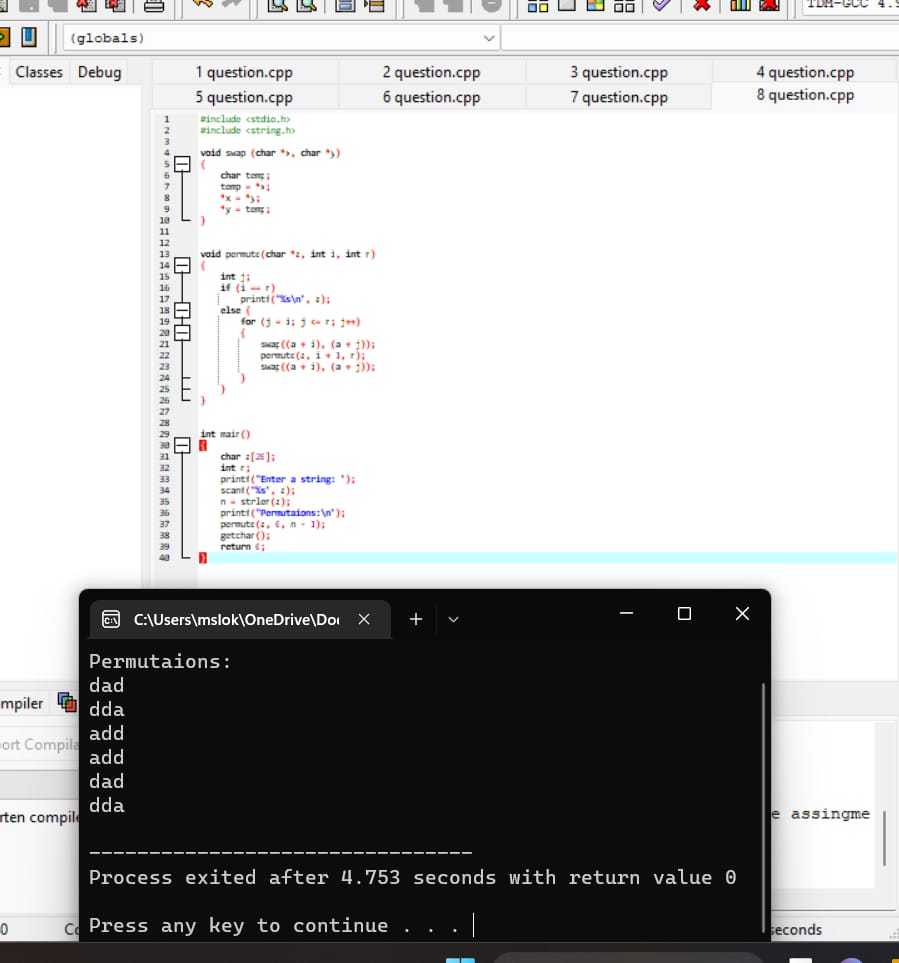 TDM-GCC 4.9
(globals)
Classes Debug
1 question.cpp 2 question.cpp 3 question.cpp 4 question.cpp
5 question.cpp 6 question.cpp 7 question.cpp 8 question.cpp
1 #include <stdio.h>
2 #include <string.h>
3
4 void swap (char *x, char *y)
5 {
6 char temp;
7 temp = *x;
8 *x = *y;
9 *y = temp;
10 }
11
12
13 void permute(char *a, int i, int n)
14 {
15 int j;
16 if (i == n)
17 printf("%s\n", a);
18 else {
19 for (j = i; j <= n; j++)
20 {
21 swap((a + i), (a + j));
22 permute(a, i + 1, n);
23 swap((a + i), (a + j));
24 }
25 }
26 }
27
28
29 int main()
30 {
31 char a[20];
32 int n;
33 printf("Enter a string: ");
34 scanf("%s", a);
35 n = strlen(a);
36 printf("Permutaions:\n");
37 permute(a, 0, n - 1);
38 getchar();
39 return 0;
40 }
C:\Users\mslok\OneDrive\Do
Permutaions:
dad
dda
add
add
dad
dda
--------------------------------
Process exited after 4.753 seconds with return value 0
Press any key to continue . . .
mpiler
ort Compila
rten compile
e assingme
0
Co
seconds